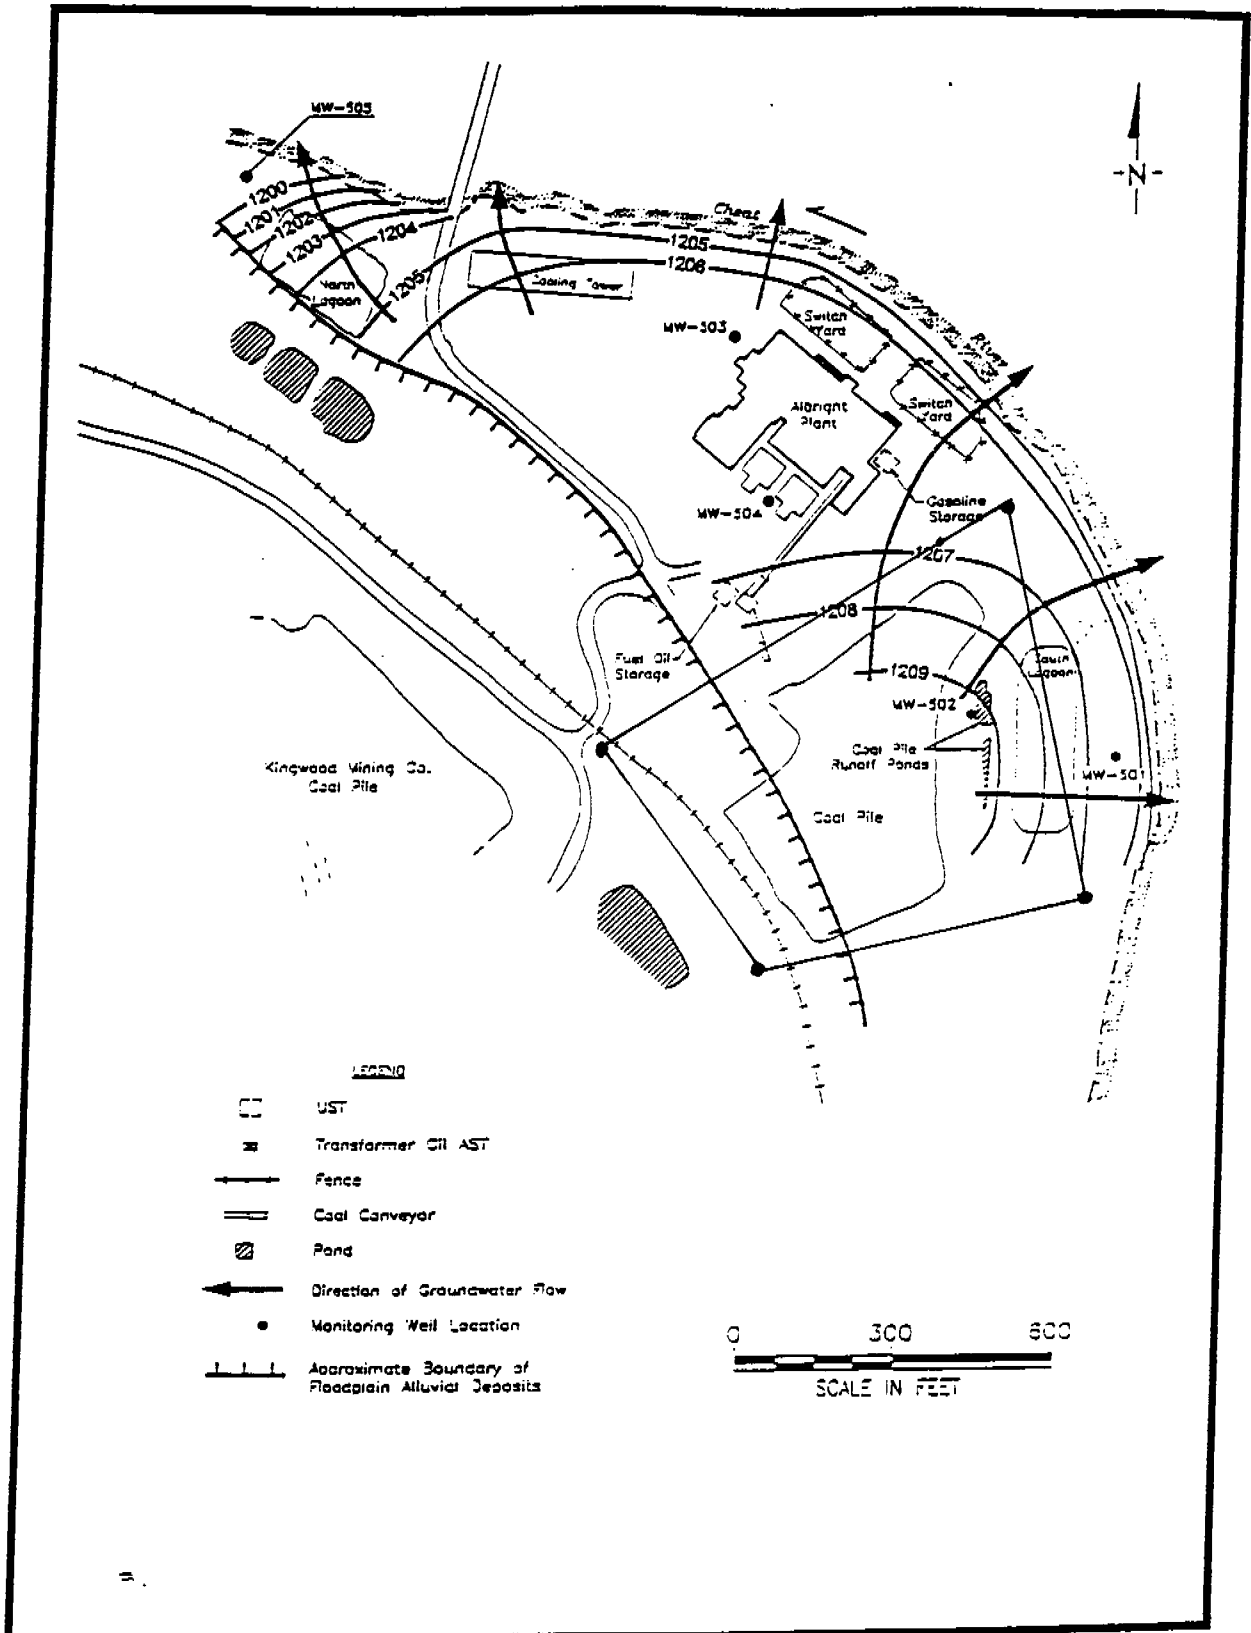 MW-505
1200
1201
1202
1203
1204
1205
North
Lagoon
Cooling Tower
1205
1206
Cheat
River
-N-
MW-503
Switch
Yard
Switch
Yard
Albright
Plant
MW-504
Gasoline
Storage
1207
1208
1209
Fuel Oil
Storage
South
Lagoon
MW-502
Coal Pile
Runoff Ponds
MW-50
Kingwood Mining Co.
Coal Pile
Coal Pile
LEGEND
UST
Transformer Oil AST
Fence
Coal Conveyor
Pond
Direction of Groundwater Flow
Monitoring Well Location
Approximate Boundary of
Floodplain Alluvial Deposits
0 300 600
SCALE IN FEET